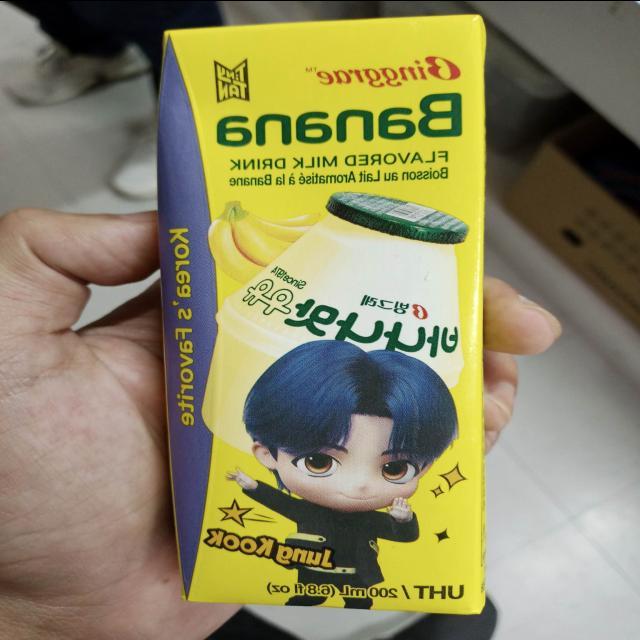 TinyTAN
Binggrae™
Banana
FLAVORED MILK DRINK
Boisson au Lait Aromatisé à la Banane
Korea's Favorite
Since1974
빙그레
바나나맛
우유
Jung Kook
UHT / 200 mL (6.8 fl oz)